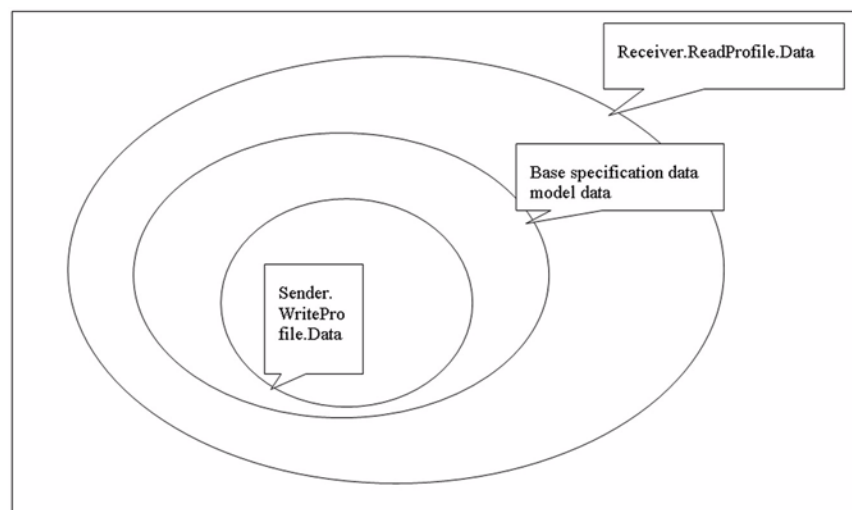 Receiver.ReadProfile.Data
Base specification data
model data
Sender.
WritePro
file.Data